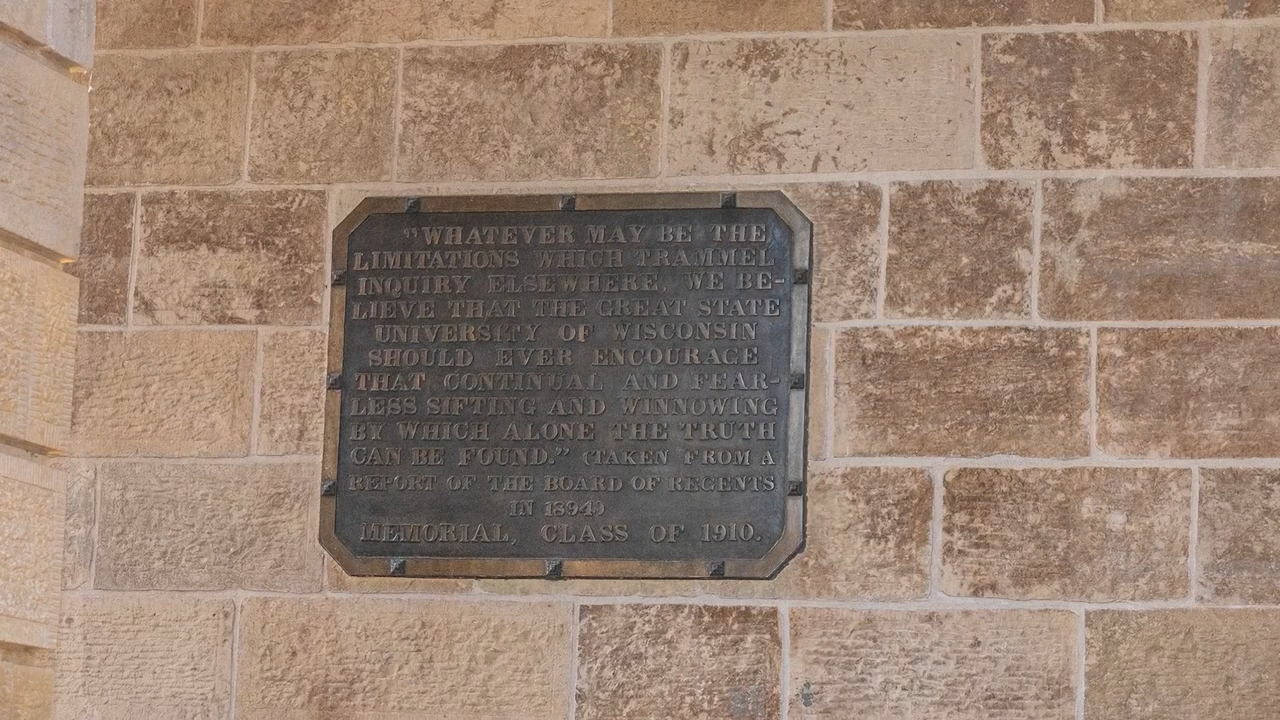 "WHATEVER MAY BE THE
LIMITATIONS WHICH TRAMMEL
INQUIRY ELSEWHERE, WE BE-
LIEVE THAT THE GREAT STATE
UNIVERSITY OF WISCONSIN
SHOULD EVER ENCOURAGE
THAT CONTINUAL AND FEAR-
LESS SIFTING AND WINNOWING
BY WHICH ALONE THE TRUTH
CAN BE FOUND." (TAKEN FROM A
REPORT OF THE BOARD OF REGENTS
IN 1894)
MEMORIAL, CLASS OF 1910.